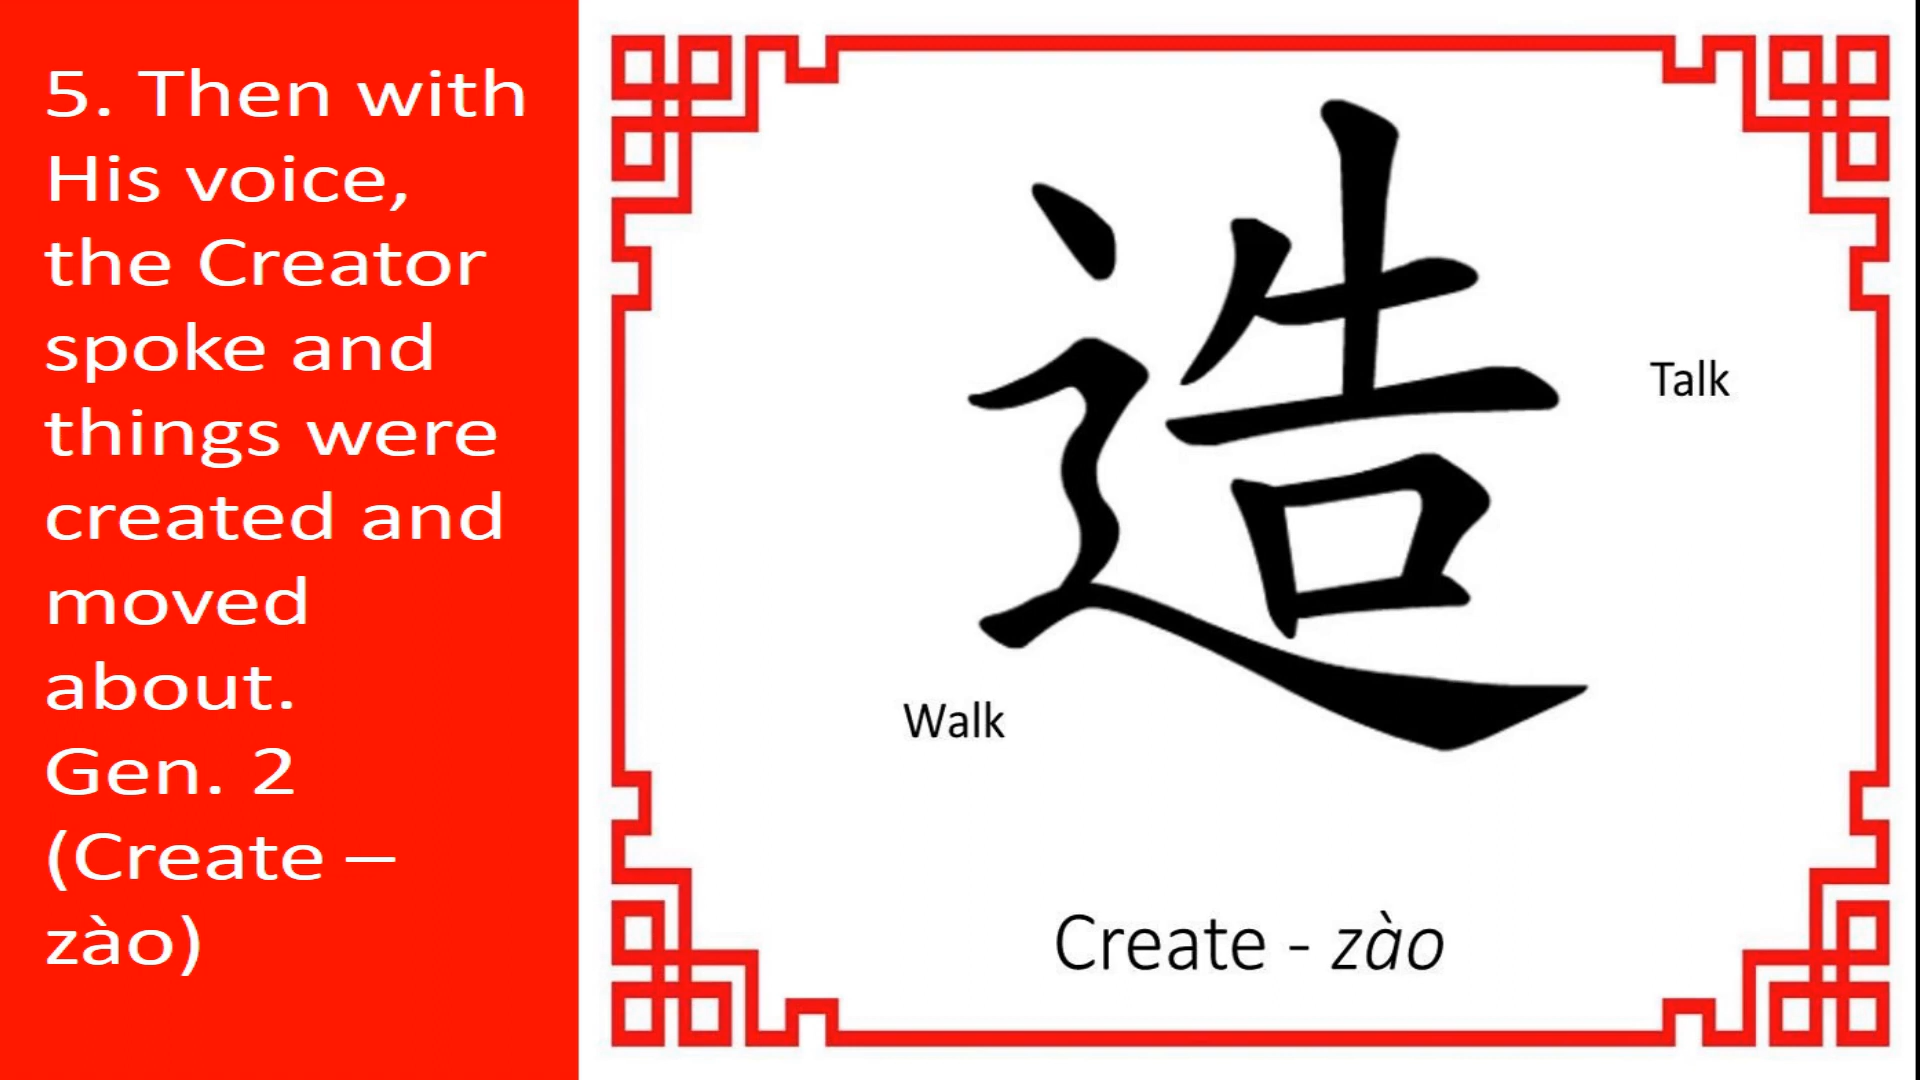 5. Then with
His voice,
the Creator
spoke and
things were
created and
moved
about.
Gen. 2
(Create –
zào)
造
Talk
Walk
Create - zào